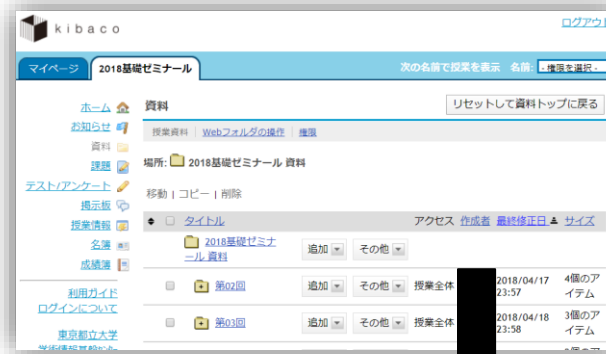 kibaco
ログアウト
マイページ
2018基礎ゼミナール
次の名前で授業を表示 名前: - 権限を選択 -
ホーム
お知らせ
資料
課題
テスト/アンケート
掲示板
授業情報
名簿
成績簿
利用ガイド
ログインについて
東京都立大学
資料
リセットして資料トップに戻る
授業資料 | Webフォルダの操作 | 権限
場所: 2018基礎ゼミナール 資料
移動 | コピー | 削除
タイトル アクセス 作成者 最終修正日 サイズ
2018基礎ゼミナ
ール 資料
追加 その他
第02回 追加 その他 授業全体 2018/04/17 4個のア
23:57 イテム
第03回 追加 その他 授業全体 2018/04/18 3個のア
23:58 イテム